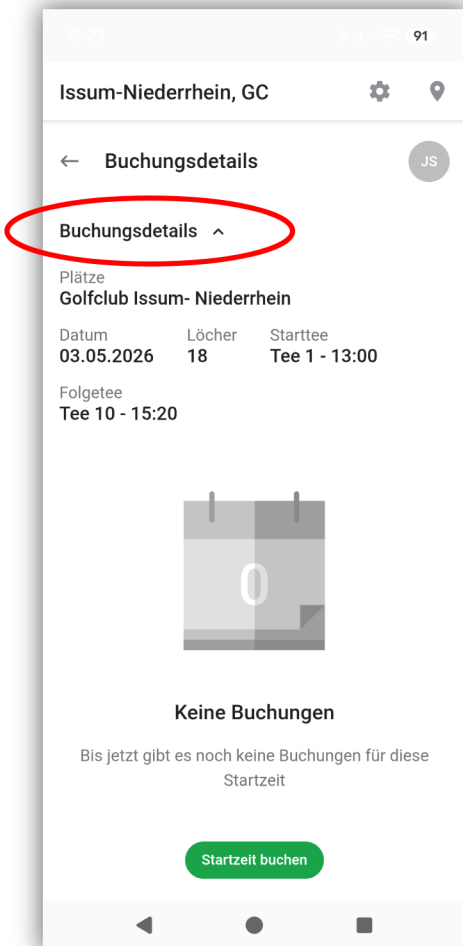 91
Issum-Niederrhein, GC
Buchungsdetails
JS
Buchungsdetails
Plätze
Golfclub Issum- Niederrhein
Datum Löcher Starttee
03.05.2026 18 Tee 1 - 13:00
Folgetee
Tee 10 - 15:20
0
Keine Buchungen
Bis jetzt gibt es noch keine Buchungen für diese
Startzeit
Startzeit buchen